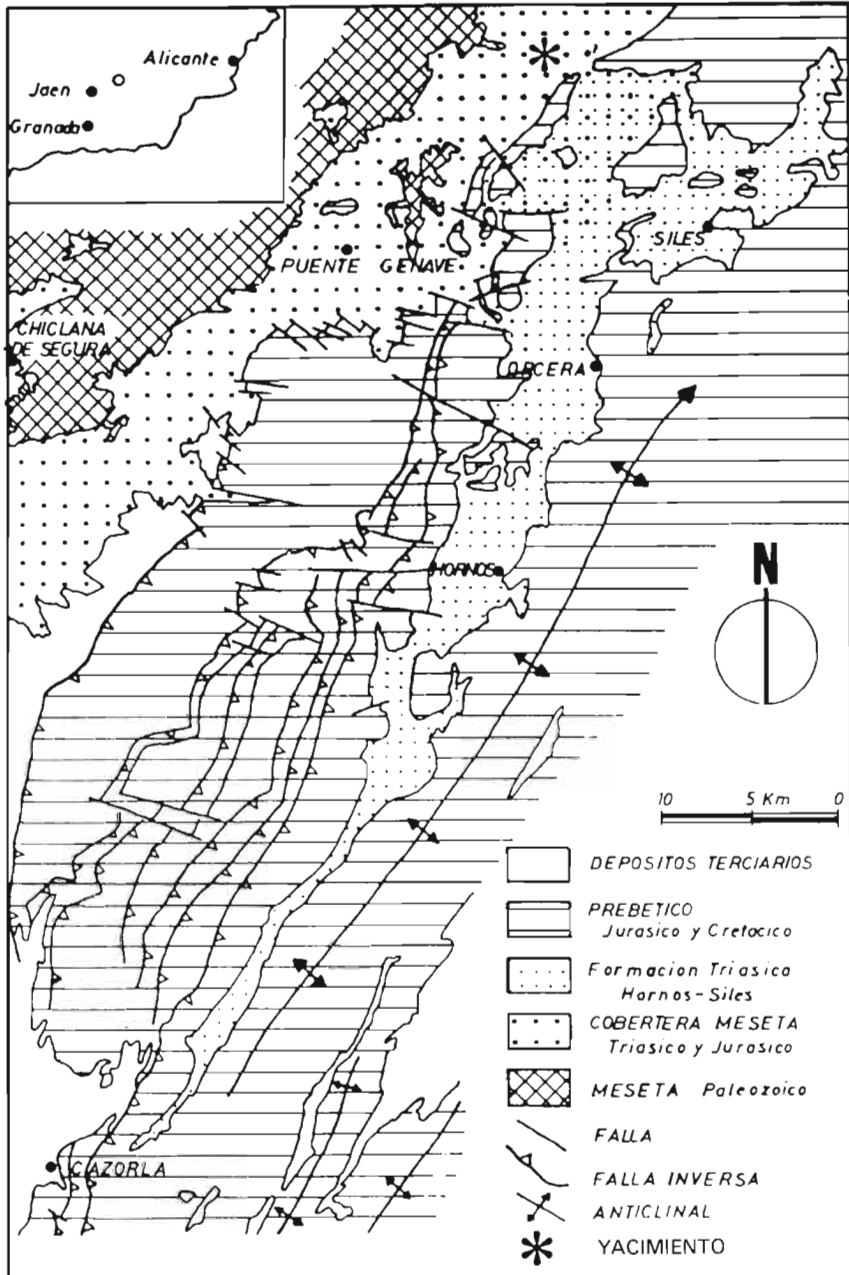 Alicante
Jaen
Granada
SILES
PUENTE GENAVE
CHICLANA
DE SEGURA
ORCERA
HORNOS
N
10 5 Km 0
DEPOSITOS TERCIARIOS
PREBETICO
Jurasico y Cretacico
Formacion Triasica
Hornos-Siles
COBERTERA MESETA
Triasico y Jurasico
MESETA Paleozoico
FALLA
FALLA INVERSA
CAZORLA
ANTICLINAL
YACIMIENTO